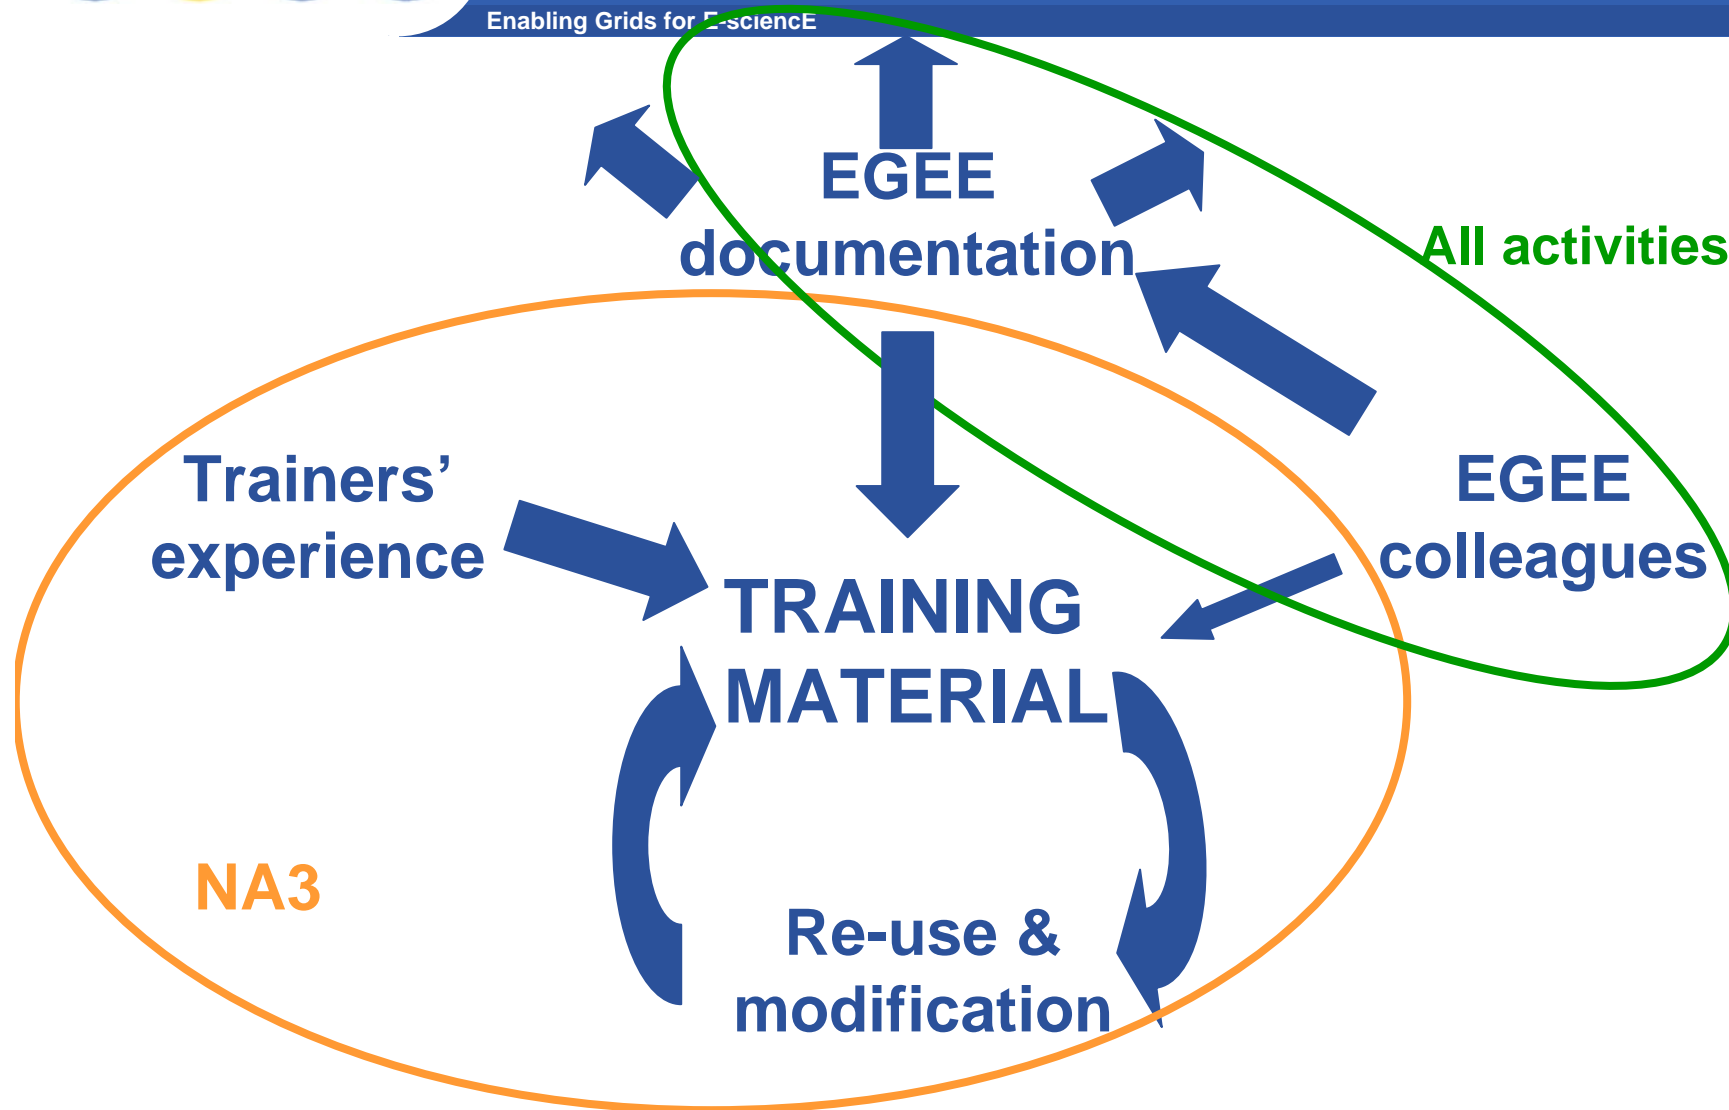 Enabling Grids for E-sciencE
EGEE
documentation
All activities
Trainers’
experience
EGEE
colleagues
TRAINING
MATERIAL
NA3
Re-use &
modification